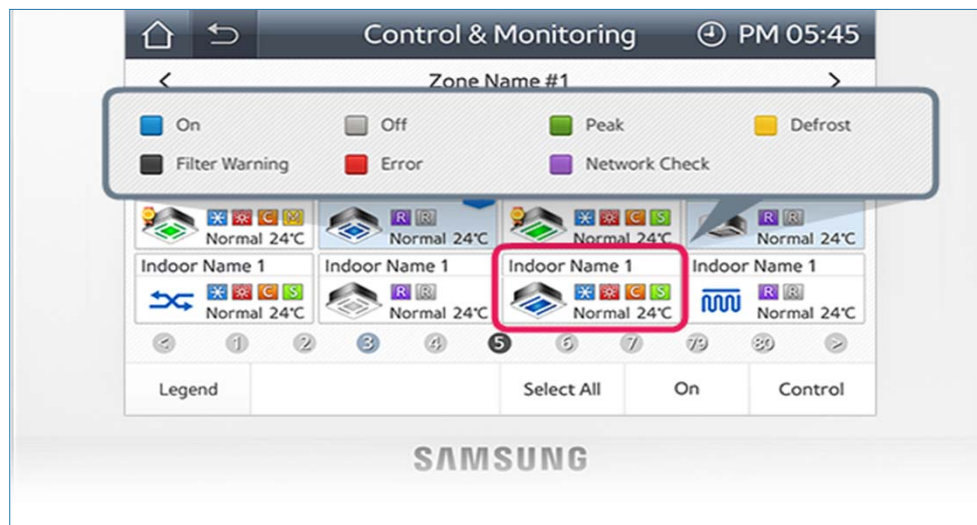 Control & Monitoring PM 05:45
< Zone Name #1 >
On Off Peak Defrost
Filter Warning Error Network Check
C C S
Normal 24℃ R R Normal 24℃ Normal 24℃ R R Normal 24℃
Indoor Name 1 Indoor Name 1 Indoor Name 1 Indoor Name 1
C S R R C S R R
Normal 24℃ Normal 24℃ Normal 24℃ Normal 24℃
< 1 2 3 4 5 6 7 79 80 >
Legend Select All On Control
SAMSUNG